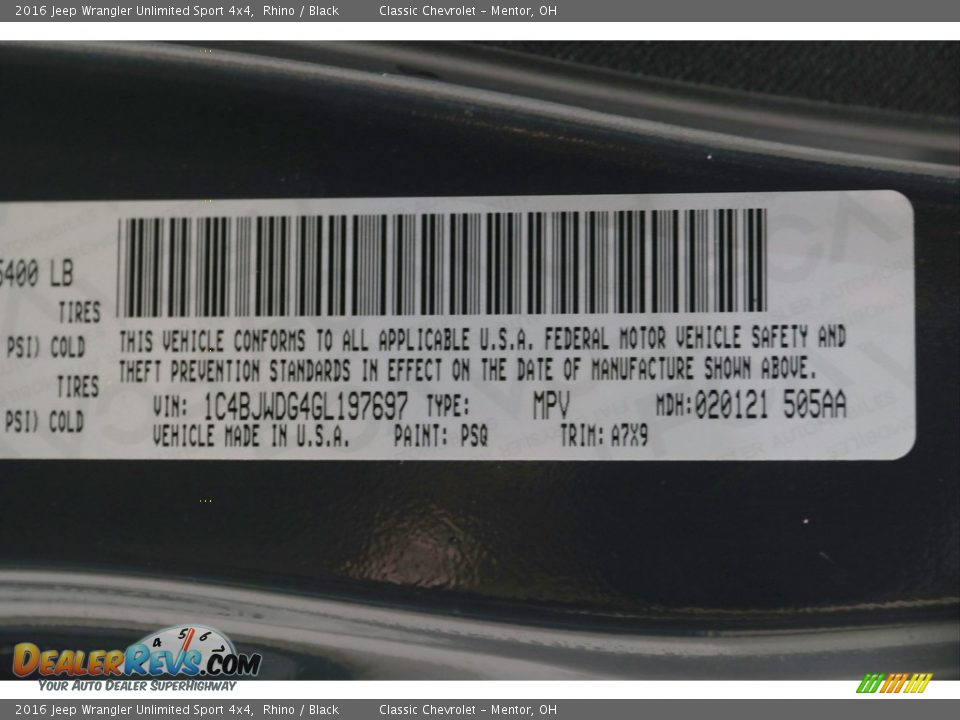 2016 Jeep Wrangler Unlimited Sport 4x4, Rhino / Black Classic Chevrolet – Mentor, OH
5400 LB
TIRES
PSI) COLD
TIRES
PSI) COLD
THIS VEHICLE CONFORMS TO ALL APPLICABLE U.S.A. FEDERAL MOTOR VEHICLE SAFETY AND
THEFT PREVENTION STANDARDS IN EFFECT ON THE DATE OF MANUFACTURE SHOWN ABOVE.
VIN: 1C4BJWDG4GL197697 TYPE: MPV MDH:020121 505AA
VEHICLE MADE IN U.S.A. PAINT: PSQ TRIM: A7X9
4 5 6
DEALERREVS.COM
YOUR AUTO DEALER SUPERHIGHWAY
2016 Jeep Wrangler Unlimited Sport 4x4, Rhino / Black Classic Chevrolet – Mentor, OH